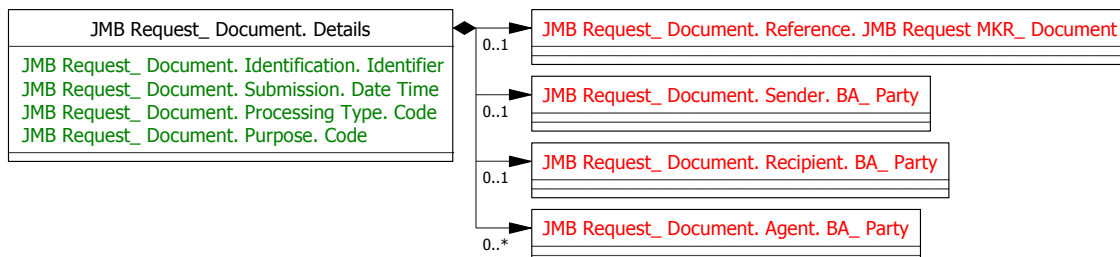 JMB Request_ Document. Details
JMB Request_ Document. Identification. Identifier
JMB Request_ Document. Submission. Date Time
JMB Request_ Document. Processing Type. Code
JMB Request_ Document. Purpose. Code
JMB Request_ Document. Reference. JMB Request MKR_ Document
0..1
JMB Request_ Document. Sender. BA_ Party
0..1
JMB Request_ Document. Recipient. BA_ Party
0..1
JMB Request_ Document. Agent. BA_ Party
0..*